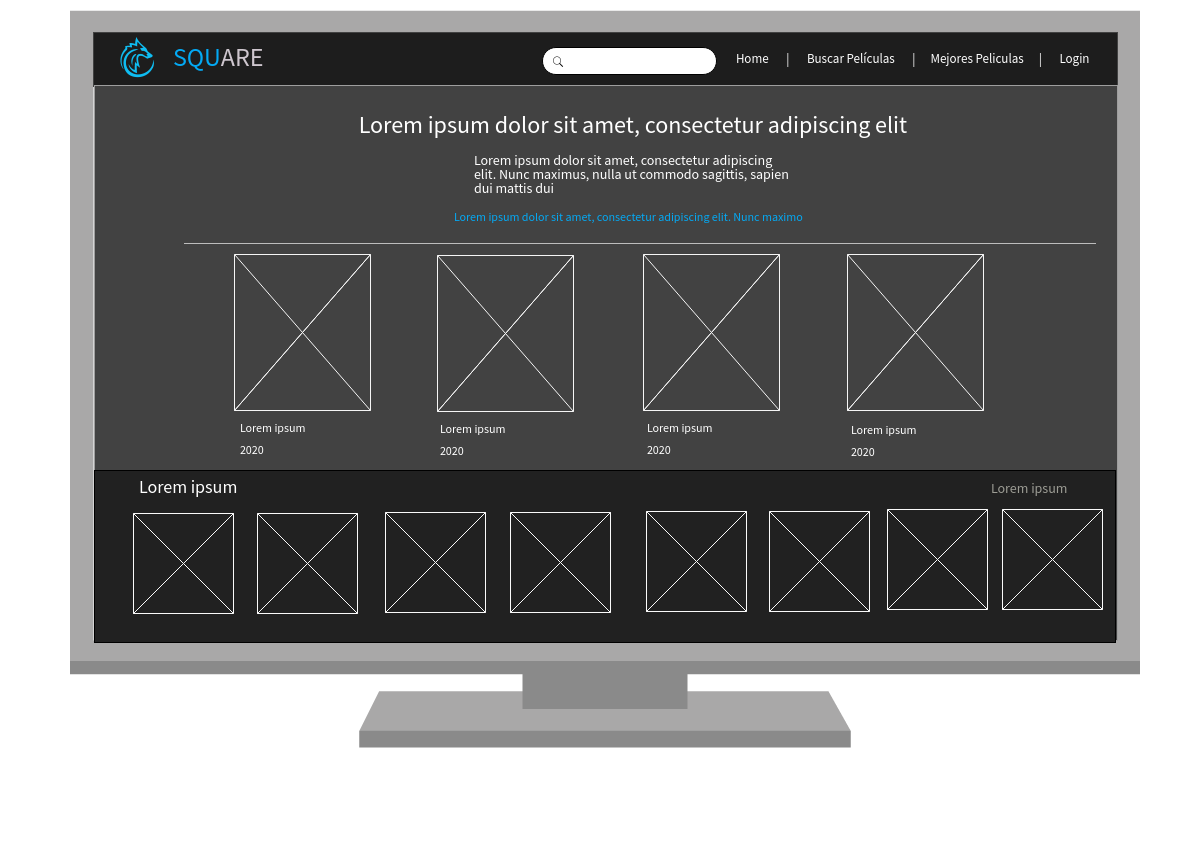 SQUARE
Home | Buscar Películas | Mejores Peliculas | Login
Lorem ipsum dolor sit amet, consectetur adipiscing elit
Lorem ipsum dolor sit amet, consectetur adipiscing
elit. Nunc maximus, nulla ut commodo sagittis, sapien
dui mattis dui
Lorem ipsum dolor sit amet, consectetur adipiscing elit. Nunc maximo
Lorem ipsum
2020
Lorem ipsum
2020
Lorem ipsum
2020
Lorem ipsum
2020
Lorem ipsum
Lorem ipsum